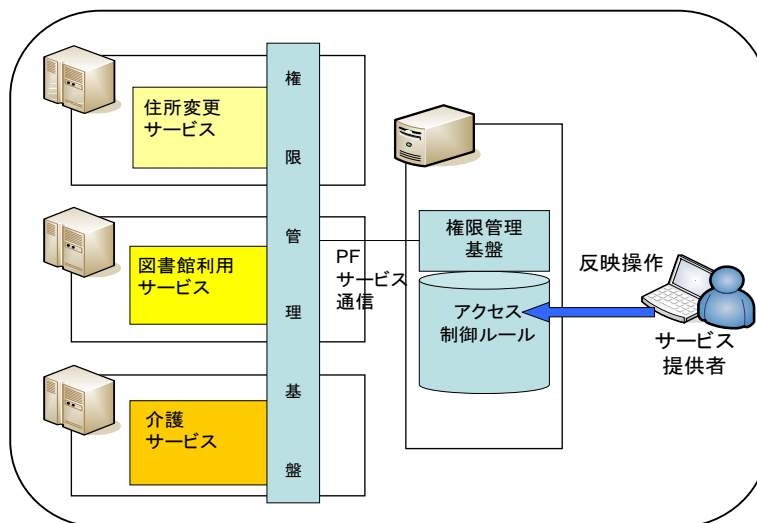 住所変更
サービス
図書館利用
サービス
介護
サービス
権
限
管
理
基
盤
PF
サービス
通信
権限管理
基盤
アクセス
制御ルール
反映操作
サービス
提供者